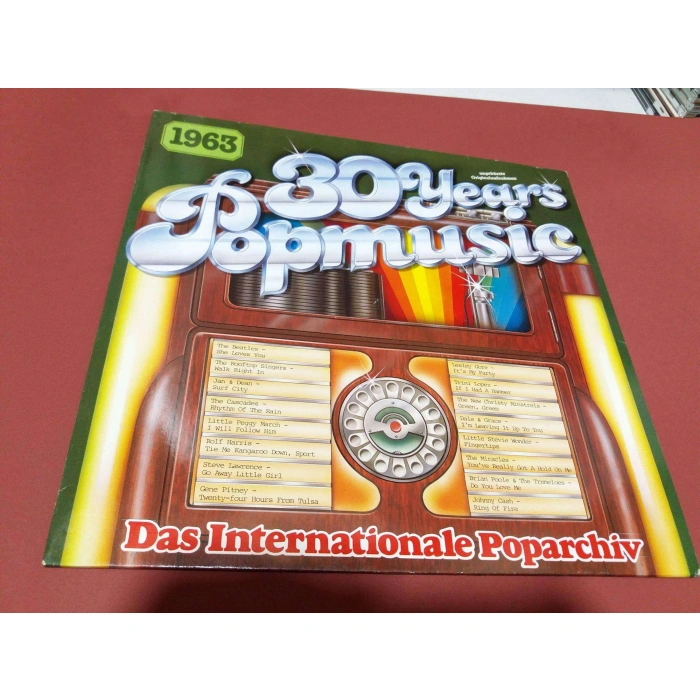 1963
ungekürzte
Originalaufnahmen
30 Years
Popmusic
The Beatles -
She Loves You
The Rooftop Singers -
Walk Right In
Jan & Dean -
Surf City
The Cascades -
Rhythm Of The Rain
Little Peggy March -
I Will Follow Him
Rolf Harris -
Tie Me Kangaroo Down, Sport
Steve Lawrence -
Go Away Little Girl
Gene Pitney -
Twenty-four Hours From Tulsa
Lesley Gore -
It's My Party
Trini Lopez -
If I Had A Hammer
The New Christy Minstrels -
Green, Green
Dale & Grace -
I'm Leaving It Up To You
Little Stevie Wonder -
Fingertips
The Miracles -
You've Really Got A Hold On Me
Brian Poole & The Tremeloes -
Do You Love Me
Johnny Cash -
Ring Of Fire
Das Internationale Poparchiv